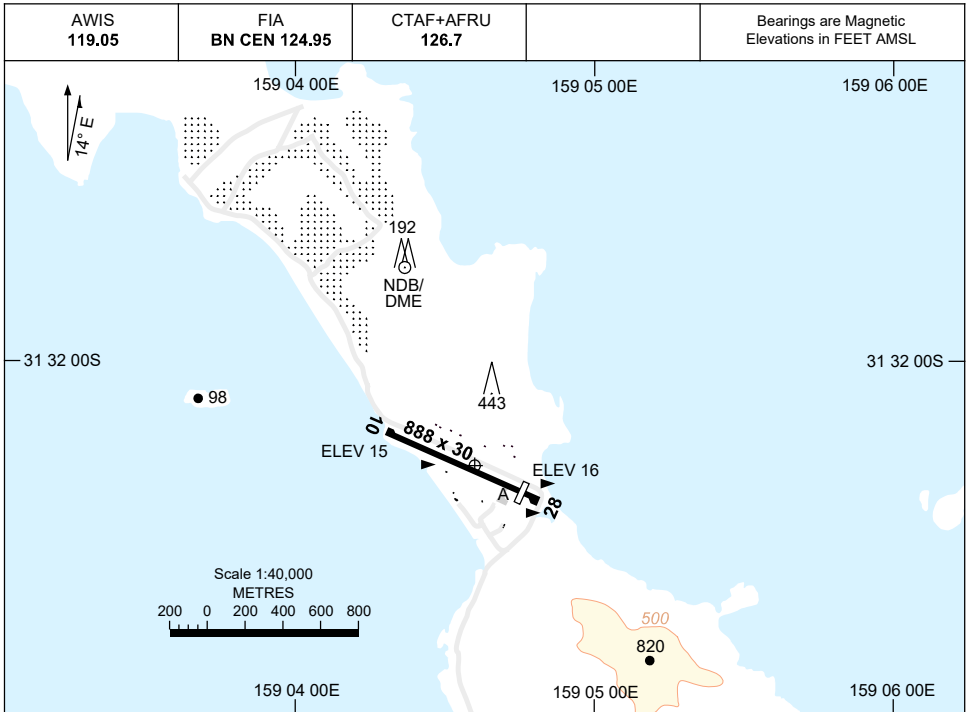 AWIS
119.05
FIA
BN CEN 124.95
CTAF+AFRU
126.7
Bearings are Magnetic
Elevations in FEET AMSL
159 04 00E
159 05 00E
159 06 00E
14° E
192
NDB/
DME
31 32 00S
31 32 00S
98
443
10
888 x 30
ELEV 15
ELEV 16
A
28
Scale 1:40,000
METRES
200 0 200 400 600 800
500
820
159 04 00E
159 05 00E
159 06 00E